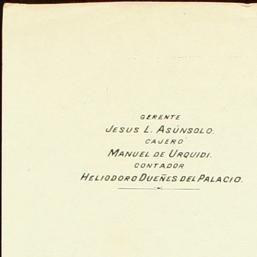 GERENTE
JESUS L. ASÚNSOLO.
CAJERO
MANUEL DE URQUIDI.
CONTADOR
HELIODORO DUEÑES DEL PALACIO.